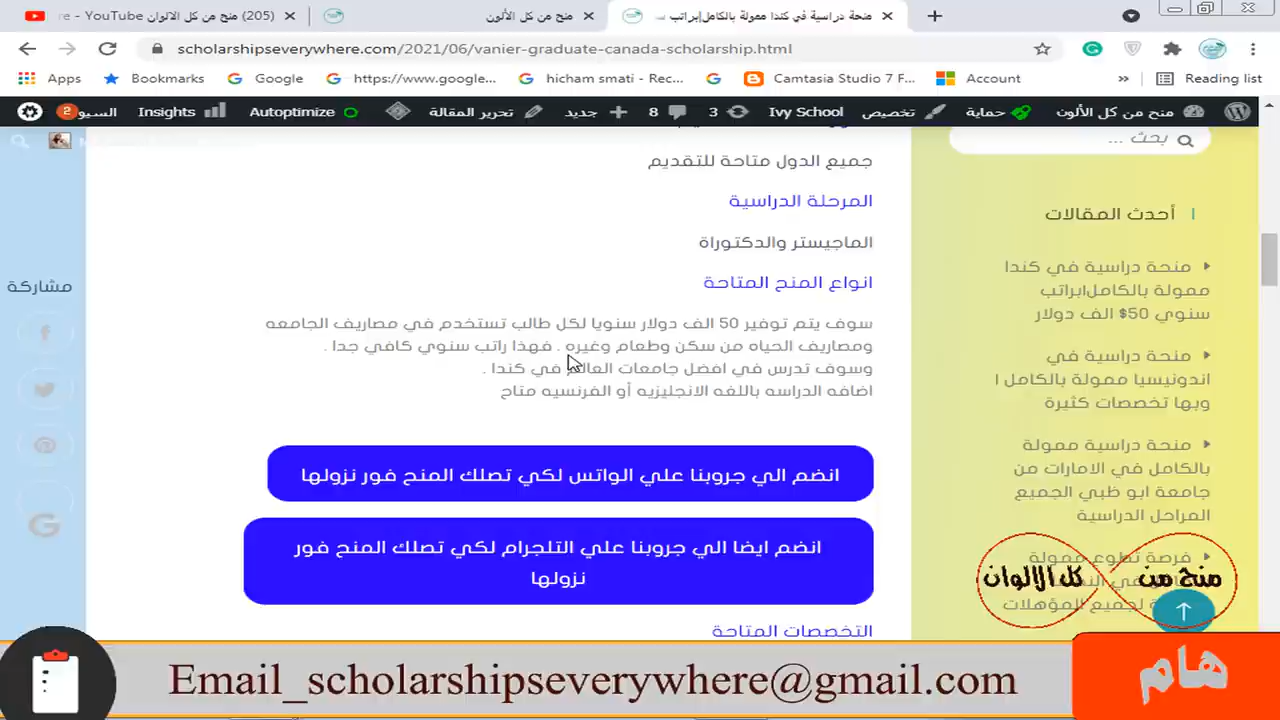 (205) منح من كل الالوان - YouTube - re
منح من كل الألون
منحة دراسية في كندا ممولة بالكامل|براتب
scholarshipseverywhere.com/2021/06/vanier-graduate-canada-scholarship.html
Apps
Bookmarks
Google
https://www.google...
hicham smati - Rec...
Camtasia Studio 7 F...
Account
»
Reading list
منح من كل الألون
حماية
تخصيص
Ivy School
3
8
جديد
تحرير المقالة
Autoptimize
Insights
السيو 2
جميع الدول متاحة للتقديم
المرحلة الدراسية
الماجيستر والدكتوراة
انواع المنح المتاحة
سوف يتم توفير 50 الف دولار سنويا لكل طالب تستخدم في مصاريف الجامعه
ومصاريف الحياه من سكن وطعام وغيره . فهذا راتب سنوي كافي جدا .
وسوف تدرس في افضل جامعات العالم في كندا .
اضافه الدراسه باللغه الانجليزيه أو الفرنسيه متاح
انضم الي جروبنا علي الواتس لكي تصلك المنح فور نزولها
انضم ايضا الي جروبنا علي التلجرام لكي تصلك المنح فور
نزولها
التخصصات المتاحة
بحث ...
أحدث المقالات
منحة دراسية في كندا
ممولة بالكامل|براتب
سنوي 50$ الف دولار
منحة دراسية في
اندونيسيا ممولة بالكامل ا
وبها تخصصات كثيرة
منحة دراسية ممولة
بالكامل في الامارات من
جامعة ابو ظبي الجميع
المراحل الدراسية
فرصة تطوع ممولة
في
لجميع المؤهلات
منح من كل الالوان
مشاركة
Email_scholarshipseverywhere@gmail.com
هام